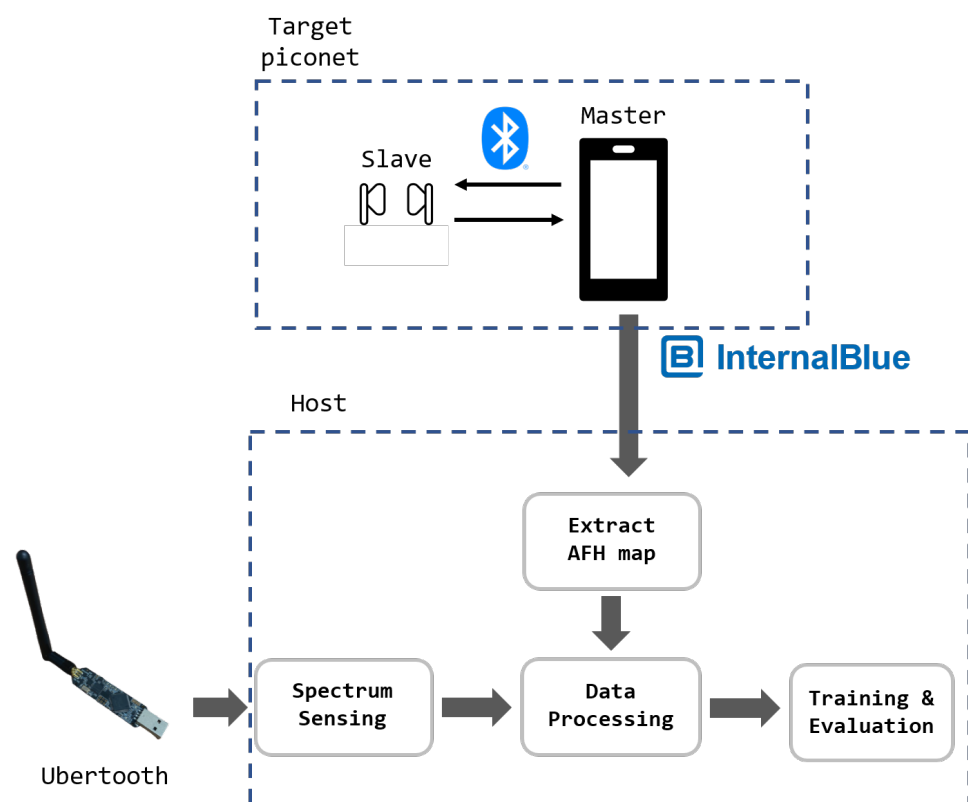 Target
piconet
Master
Slave
InternalBlue
Host
Extract
AFH map
Spectrum
Sensing
Data
Processing
Training &
Evaluation
Ubertooth